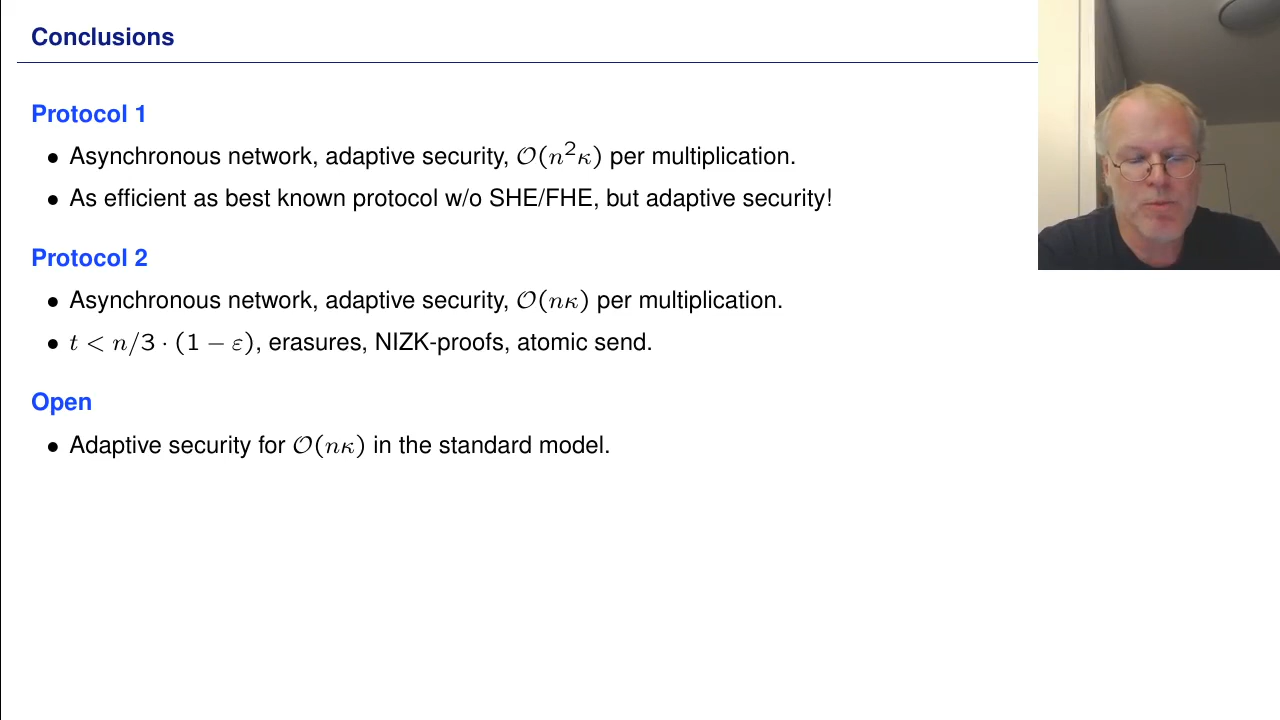 Conclusions
Protocol 1
• Asynchronous network, adaptive security, 𝒪(n²κ) per multiplication.
• As efficient as best known protocol w/o SHE/FHE, but adaptive security!
Protocol 2
• Asynchronous network, adaptive security, 𝒪(nκ) per multiplication.
• t < n/3 · (1 − ε), erasures, NIZK-proofs, atomic send.
Open
• Adaptive security for 𝒪(nκ) in the standard model.